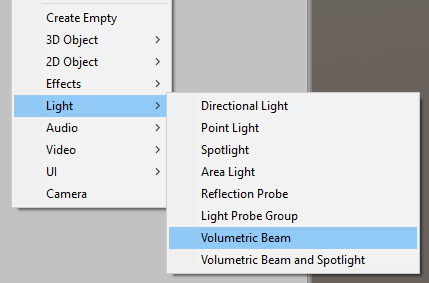 Create Empty
3D Object
2D Object
Effects
Light
Audio
Video
UI
Camera
Directional Light
Point Light
Spotlight
Area Light
Reflection Probe
Light Probe Group
Volumetric Beam
Volumetric Beam and Spotlight